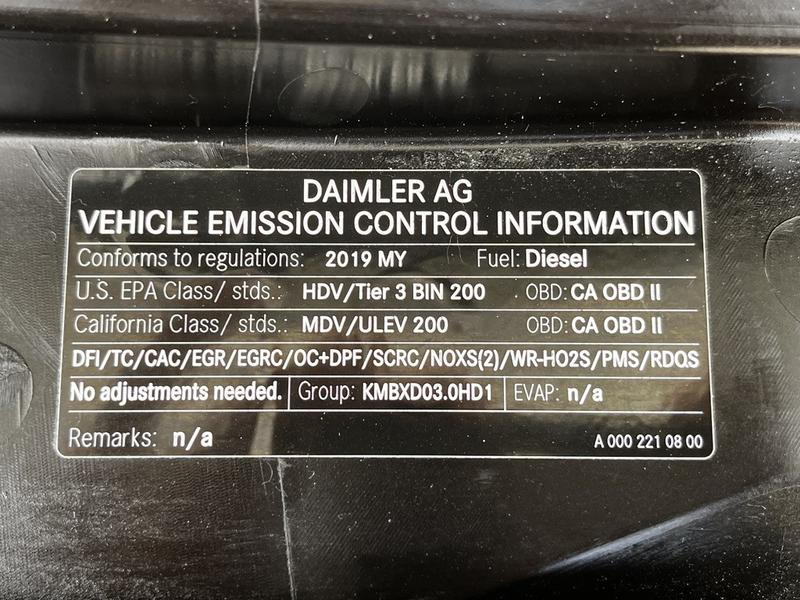 DAIMLER AG
VEHICLE EMISSION CONTROL INFORMATION
Conforms to regulations: 2019 MY Fuel: Diesel
U.S. EPA Class/ stds.: HDV/Tier 3 BIN 200 OBD: CA OBD II
California Class/ stds.: MDV/ULEV 200 OBD: CA OBD II
DFI/TC/CAC/EGR/EGRC/OC+DPF/SCRC/NOXS(2)/WR-HO2S/PMS/RDQS
No adjustments needed. Group: KMBXD03.0HD1 EVAP: n/a
Remarks: n/a A 000 221 08 00